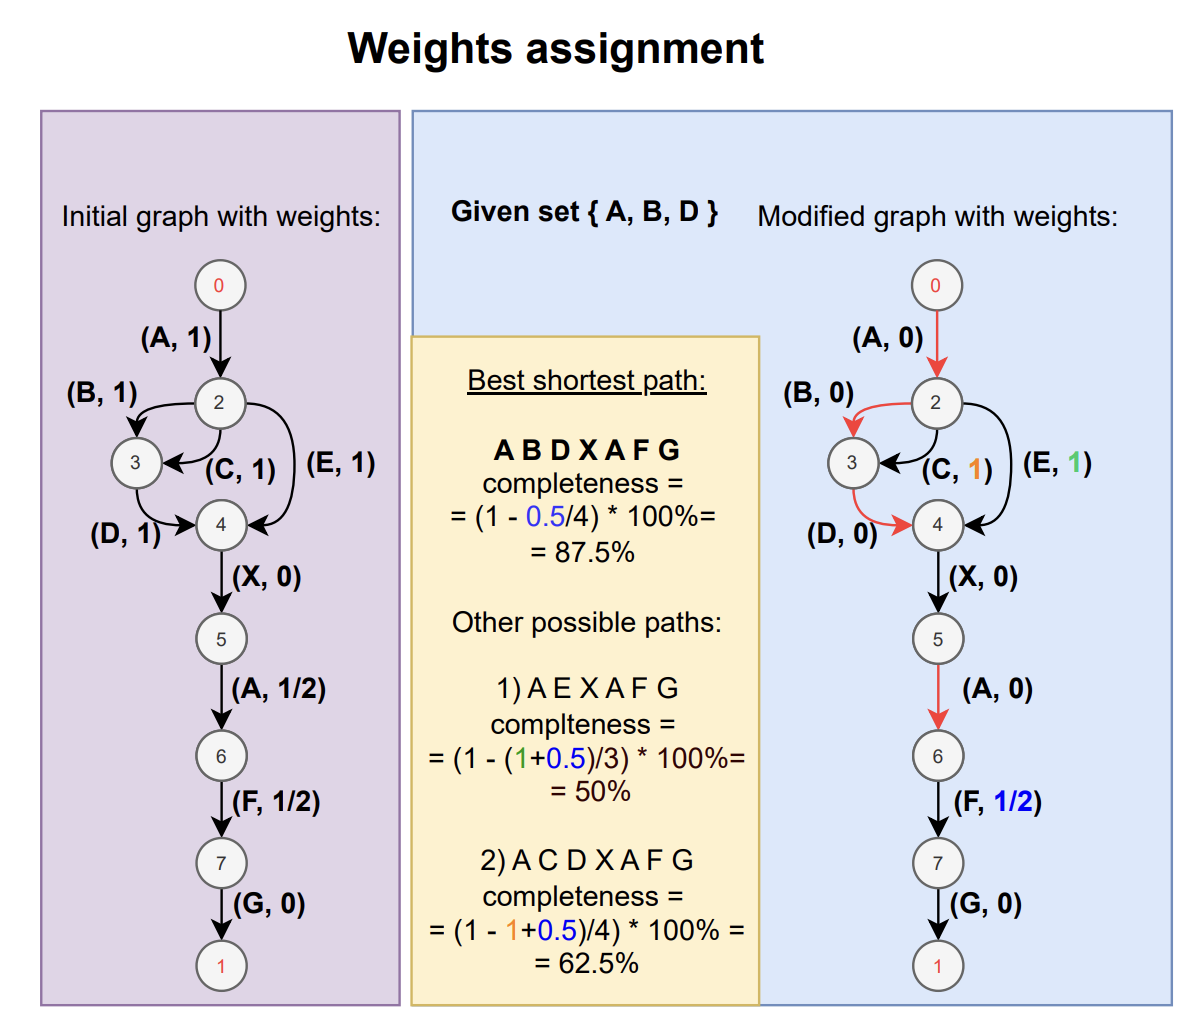 Weights assignment
Initial graph with weights:
0
(A, 1)
(B, 1)
2
3
(C, 1)
(E, 1)
(D, 1)
4
(X, 0)
5
(A, 1/2)
6
(F, 1/2)
7
(G, 0)
1
Given set { A, B, D }
Best shortest path:
A B D X A F G
completeness =
= (1 - 0.5/4) * 100%=
= 87.5%
Other possible paths:
1) A E X A F G
complteness =
= (1 - (1+0.5)/3) * 100%=
= 50%
2) A C D X A F G
completeness =
= (1 - 1+0.5)/4) * 100% =
= 62.5%
Modified graph with weights:
0
(A, 0)
(B, 0)
2
3
(C, 1)
(E, 1)
(D, 0)
4
(X, 0)
5
(A, 0)
6
(F, 1/2)
7
(G, 0)
1